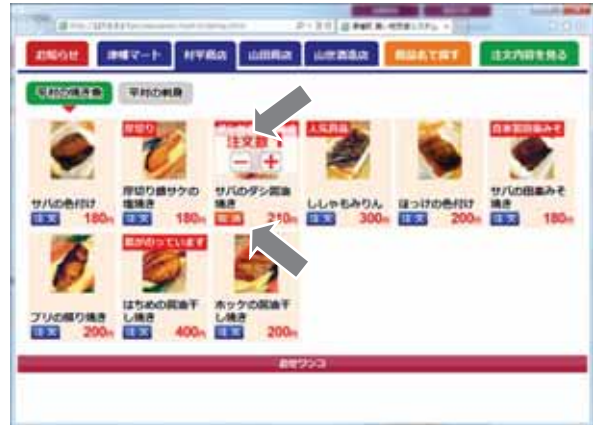 お知らせ 津幡マート 村平商店 山田商店 山世酒造店 商品名で探す 注文内容を見る
平村の焼き魚 平村の刺身
厚切り 人気商品 自家製田楽みそ
注文数 1
サバの色付け
厚切り銀サケの塩焼き
サバのダシ醤油焼き
ししゃもみりん
ほっけの色付け
サバの田楽みそ焼き
注文 180円
注文 180円
取消 210円
注文 300円
注文 200円
注文 180円
脂がのっています
ブリの照り焼き
はちめの醤油干し焼き
ホッケの醤油干し焼き
注文 200円
注文 400円
注文 200円